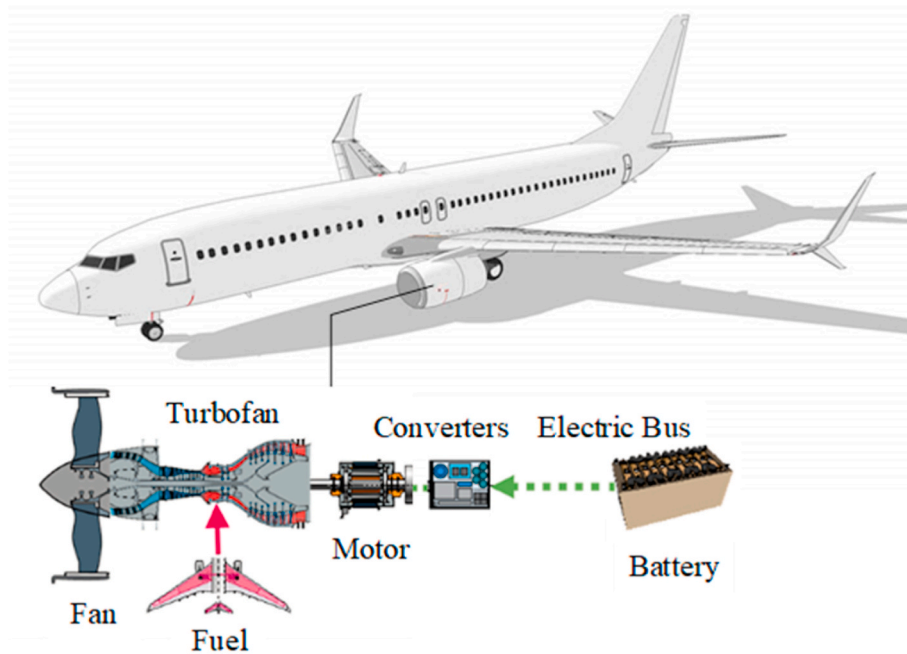 Turbofan
Converters
Electric Bus
Motor
Battery
Fan
Fuel